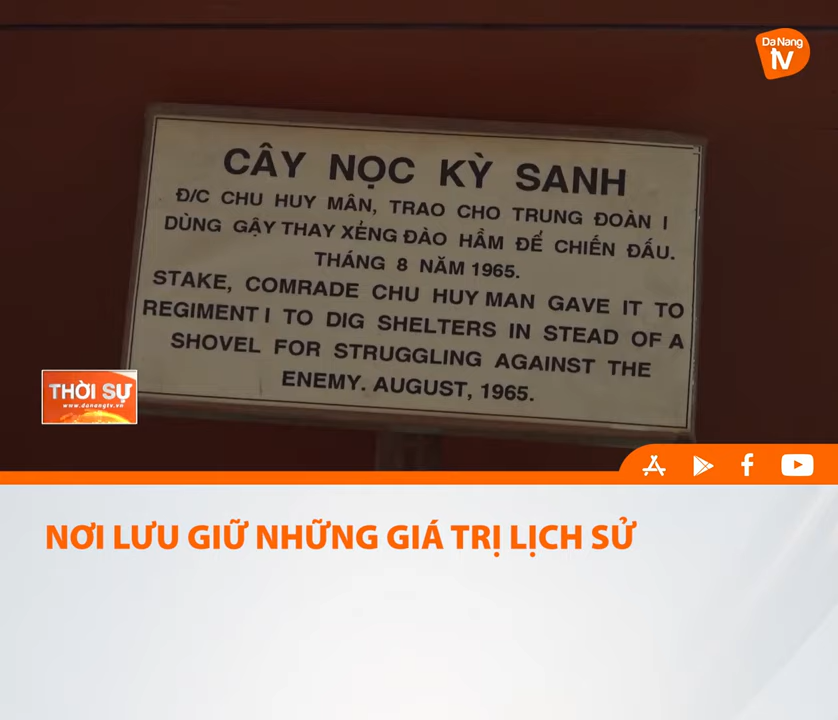 Da Nang
tv
CÂY NỌC KỲ SANH
Đ/C CHU HUY MÂN, TRAO CHO TRUNG ĐOÀN I
DÙNG GẬY THAY XẺNG ĐÀO HẦM ĐỂ CHIẾN ĐẤU.
THÁNG 8 NĂM 1965.
STAKE, COMRADE CHU HUY MAN GAVE IT TO
REGIMENT I TO DIG SHELTERS IN STEAD OF A
SHOVEL FOR STRUGGLING AGAINST THE
ENEMY. AUGUST, 1965.
THỜI SỰ
www.danangtv.vn
NƠI LƯU GIỮ NHỮNG GIÁ TRỊ LỊCH SỬ